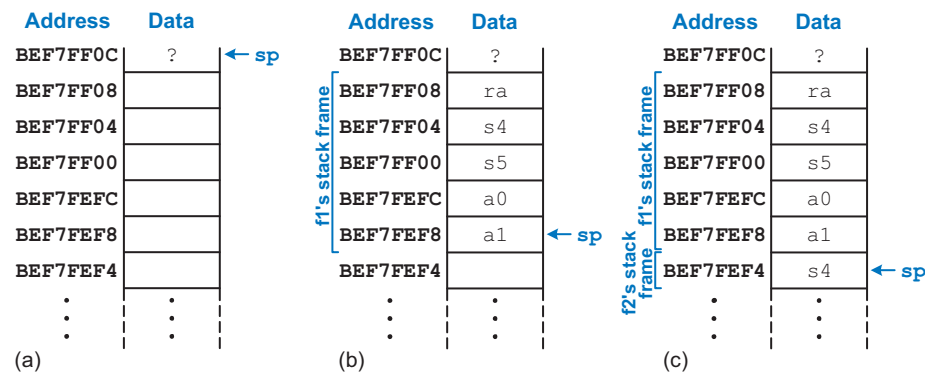 Address Data
BEF7FF0C ? sp
BEF7FF08
BEF7FF04
BEF7FF00
BEF7FEFC
BEF7FEF8
BEF7FEF4
(a)
Address Data
BEF7FF0C ?
BEF7FF08 ra
BEF7FF04 s4
BEF7FF00 s5
BEF7FEFC a0
BEF7FEF8 a1 sp
BEF7FEF4
f1's stack frame
(b)
Address Data
BEF7FF0C ?
BEF7FF08 ra
BEF7FF04 s4
BEF7FF00 s5
BEF7FEFC a0
BEF7FEF8 a1
BEF7FEF4 s4 sp
f1's stack frame
f2's stack
frame
(c)